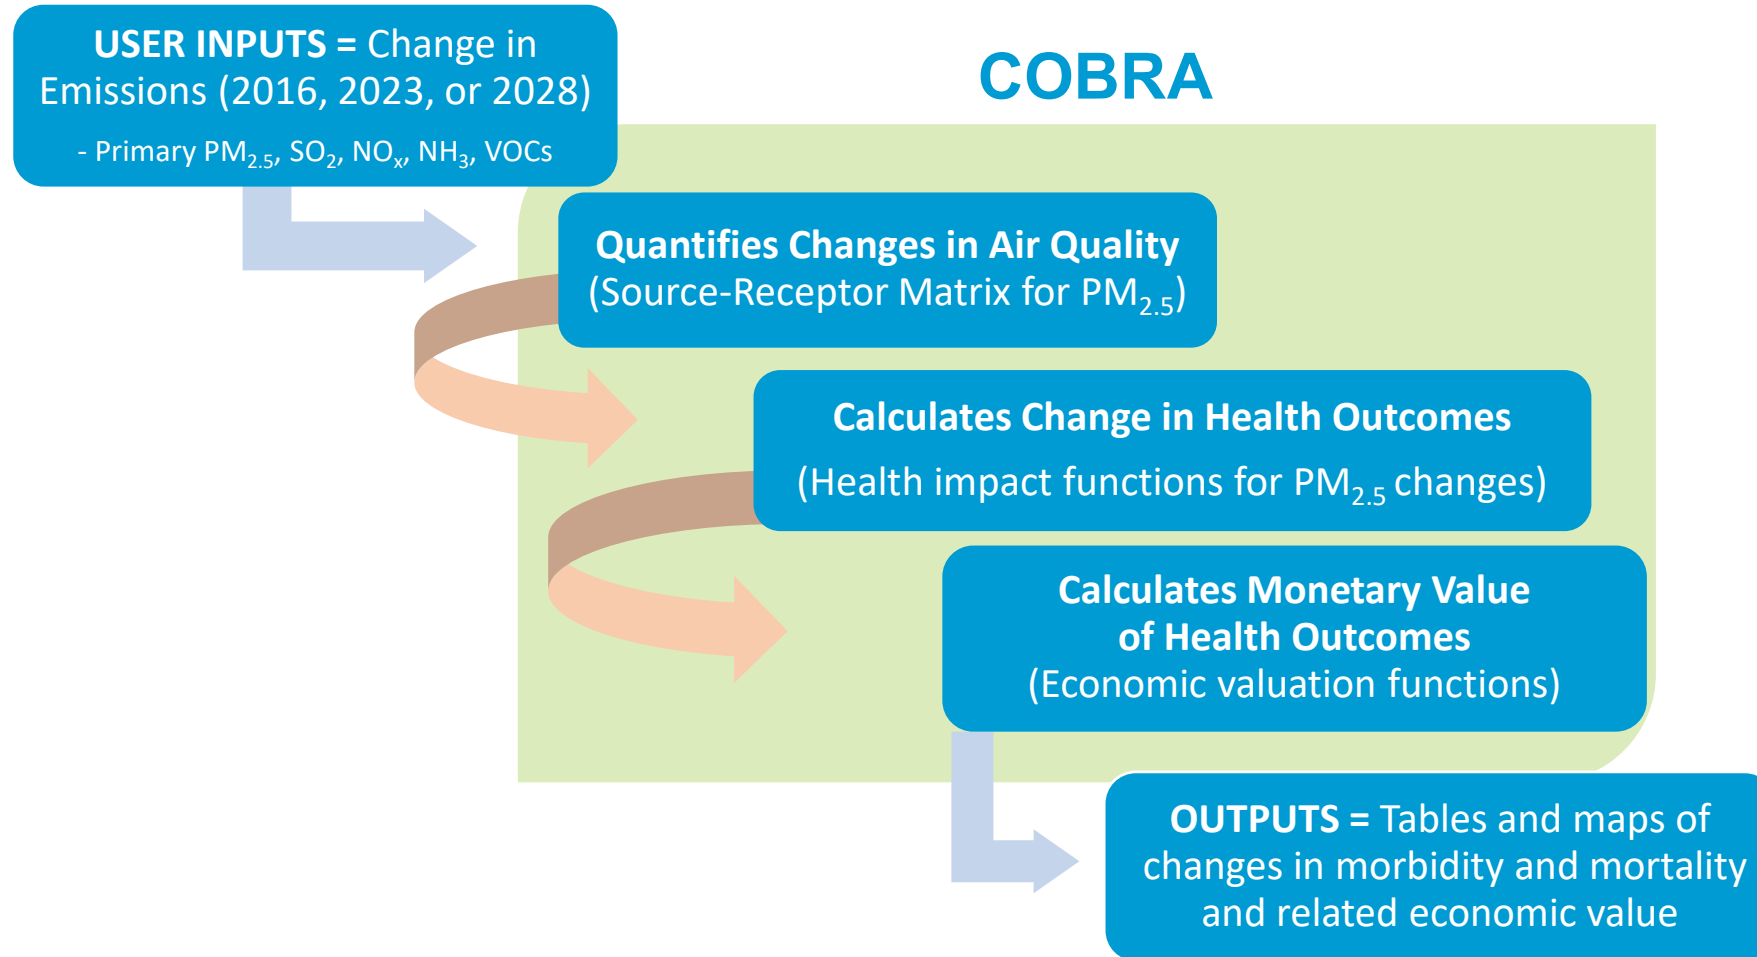 USER INPUTS = Change in
Emissions (2016, 2023, or 2028)
- Primary PM2.5, SO2, NOx, NH3, VOCs
COBRA
Quantifies Changes in Air Quality
(Source-Receptor Matrix for PM2.5)
Calculates Change in Health Outcomes
(Health impact functions for PM2.5 changes)
Calculates Monetary Value
of Health Outcomes
(Economic valuation functions)
OUTPUTS = Tables and maps of
changes in morbidity and mortality
and related economic value